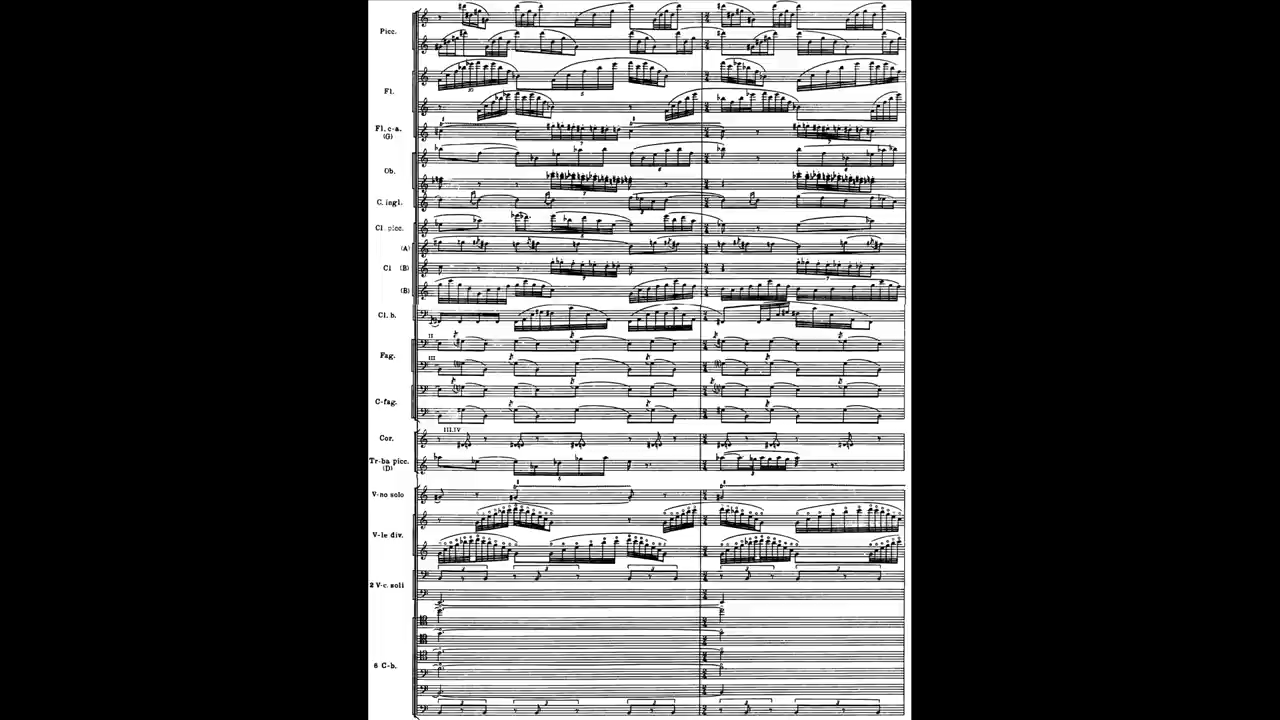 Picc.
Fl.
Fl. c-a.
(G)
Ob.
C. ingl.
Cl. picc.
(A)
Cl (B)
(B)
Cl. b.
II
Fag.
III
C-fag.
III.IV
Cor.
Tr-ba picc.
(D)
V-no solo
V-le div.
2 V-c. soli
6 C-b.